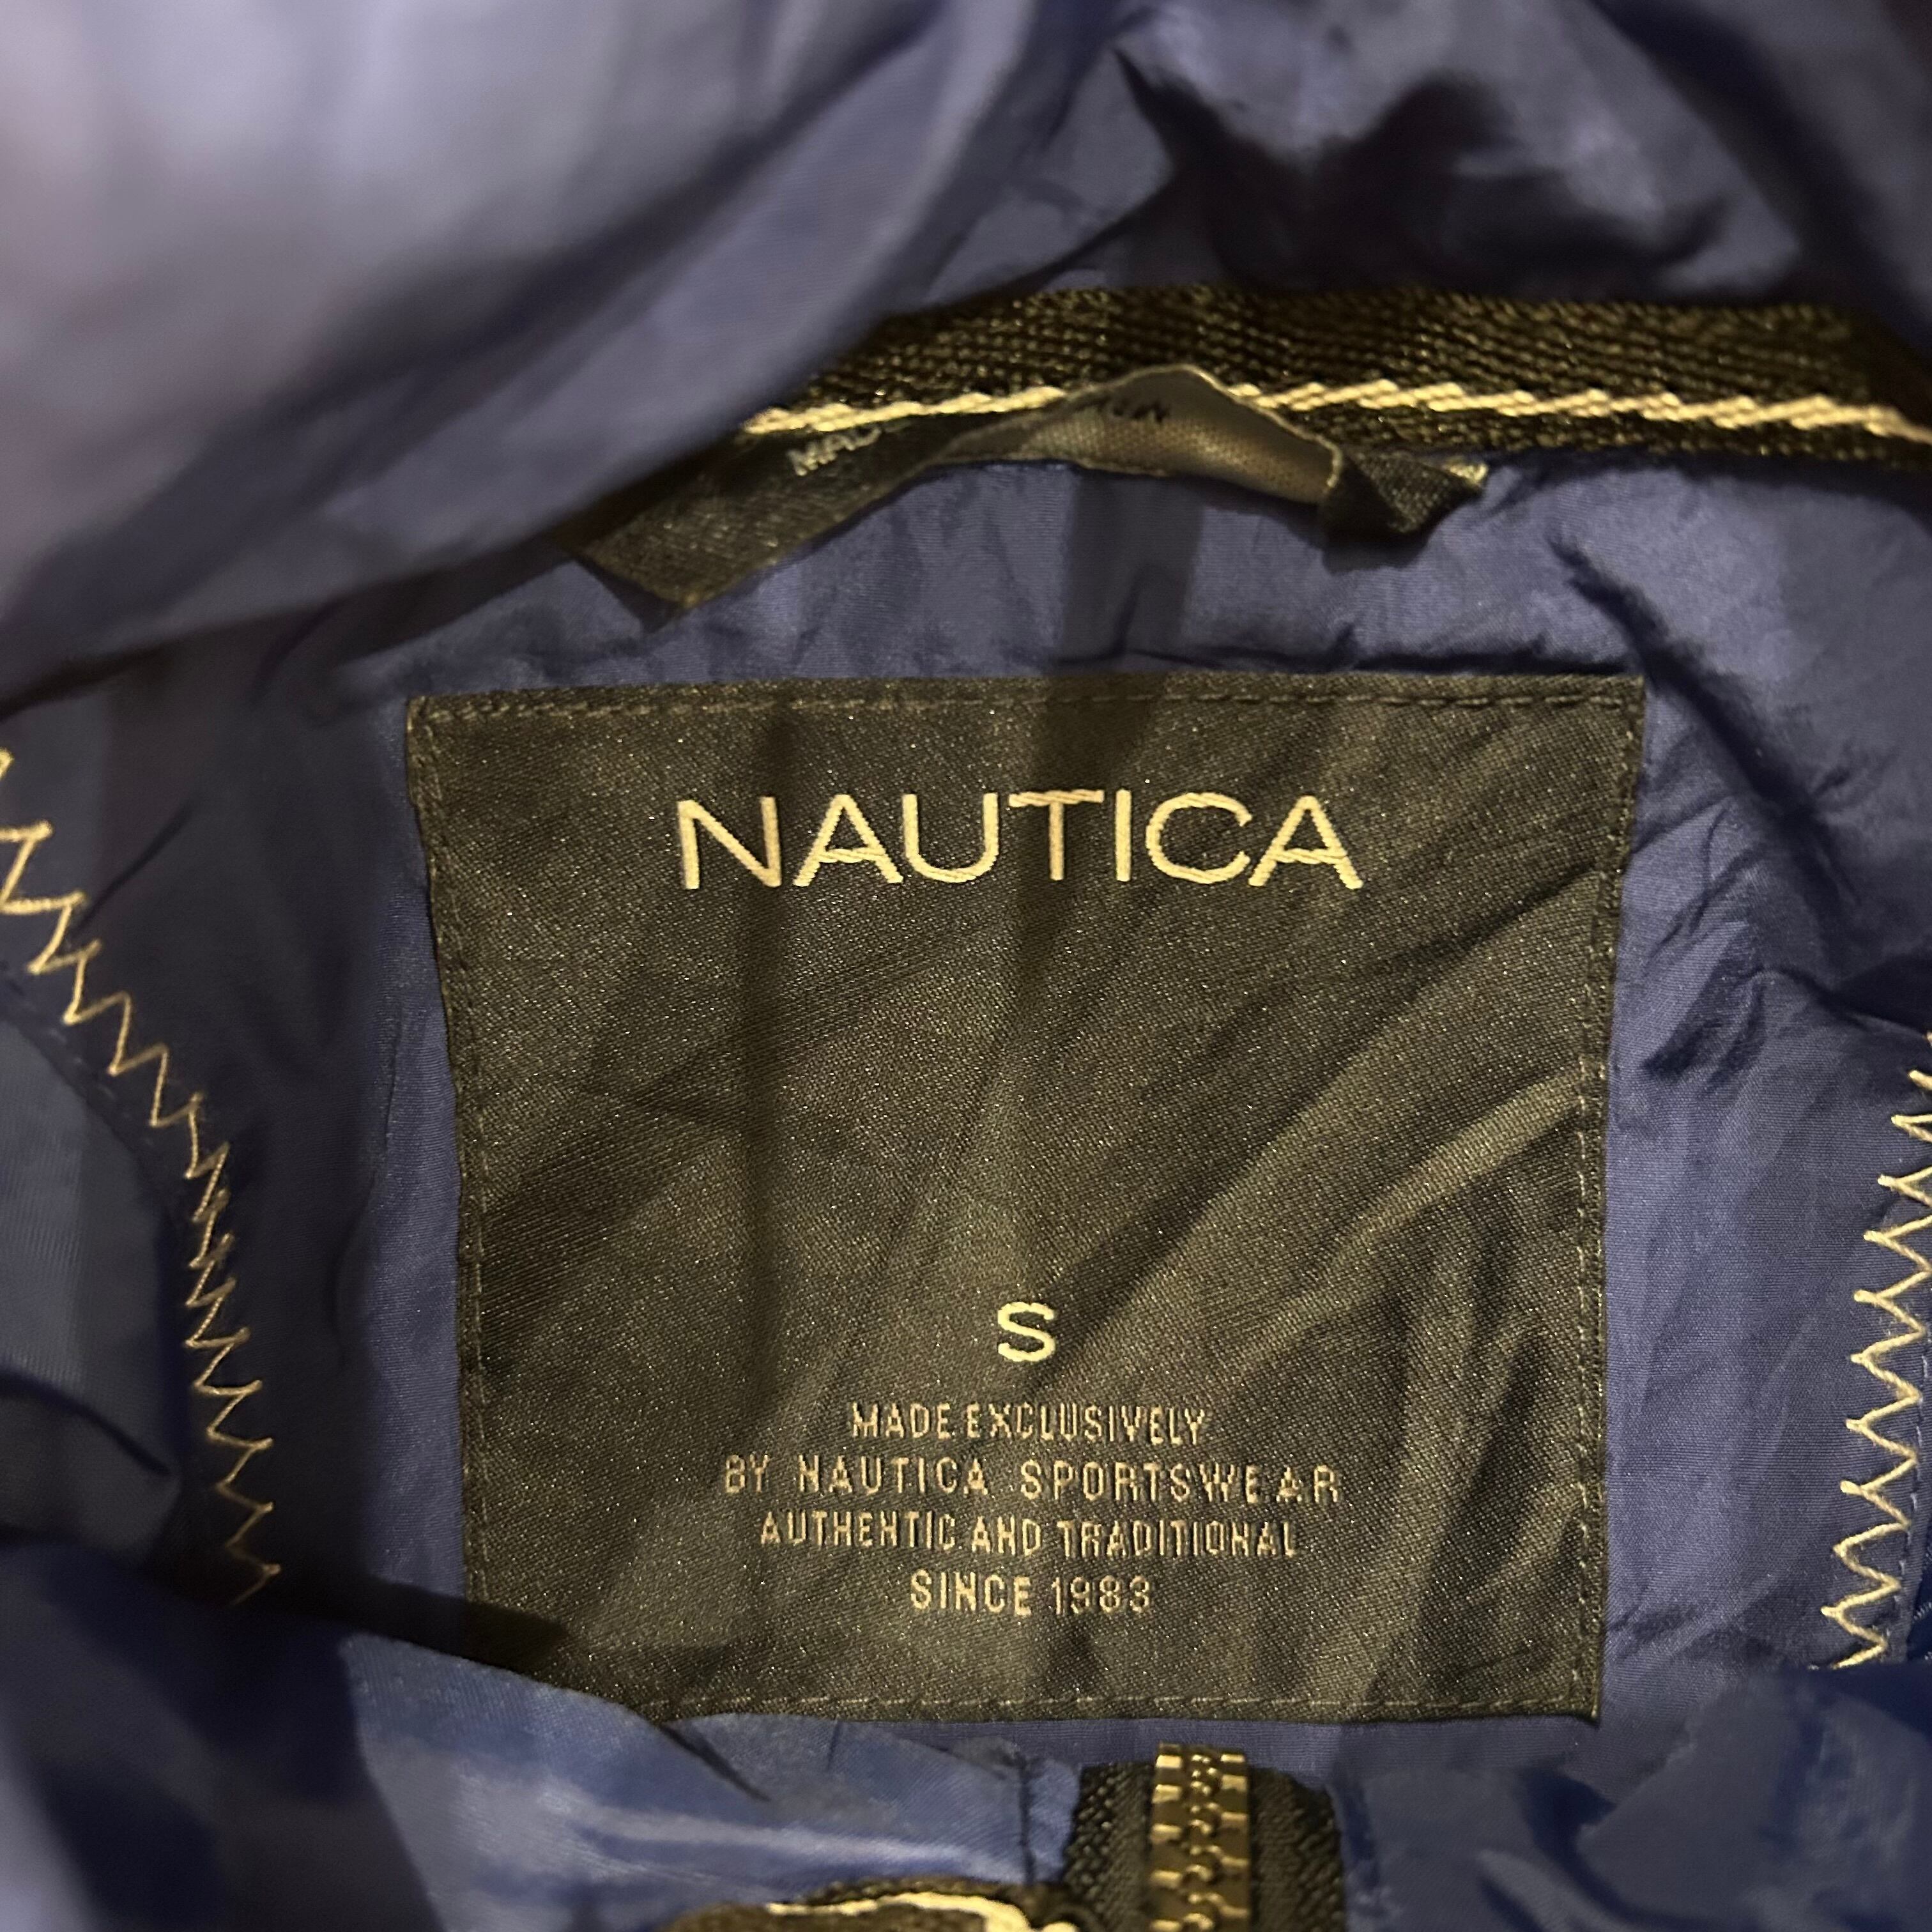 NAUTICA
S
MADE EXCLUSIVELY
BY NAUTICA SPORTSWEAR
AUTHENTIC AND TRADITIONAL
SINCE 1983